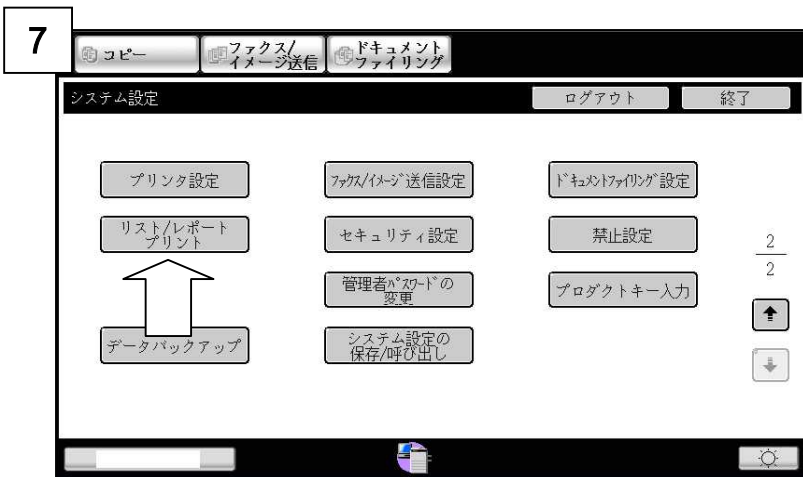 7
コピー
ファクス/
イメージ送信
ドキュメント
ファイリング
システム設定
ログアウト
終了
プリンタ設定
ファクス/イメージ送信設定
ドキュメントファイリング設定
リスト/レポート
プリント
セキュリティ設定
禁止設定
2
2
管理者パスワードの
変更
プロダクトキー入力
データバックアップ
システム設定の
保存/呼び出し